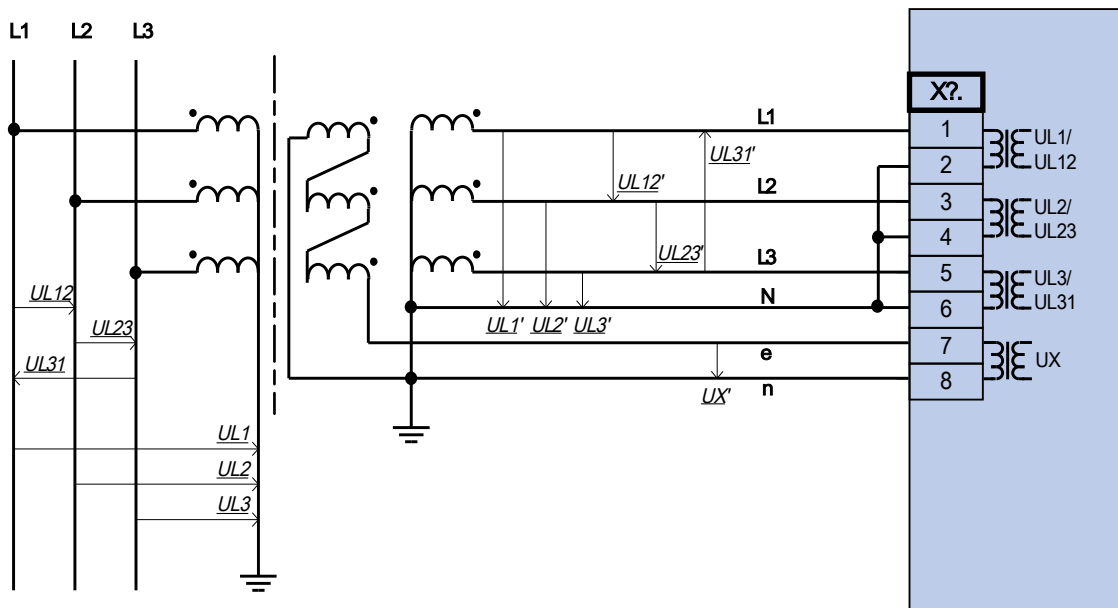 L1 L2 L3
X?.
L1
1
UL1/
UL31'
2
UL12
UL12'
L2
3
UL2/
4
UL23
UL23'
L3
5
UL3/
N
UL12
6
UL31
UL1' UL2' UL3'
UL23
7
e
UL31
UX
n
8
UX'
UL1
UL2
UL3